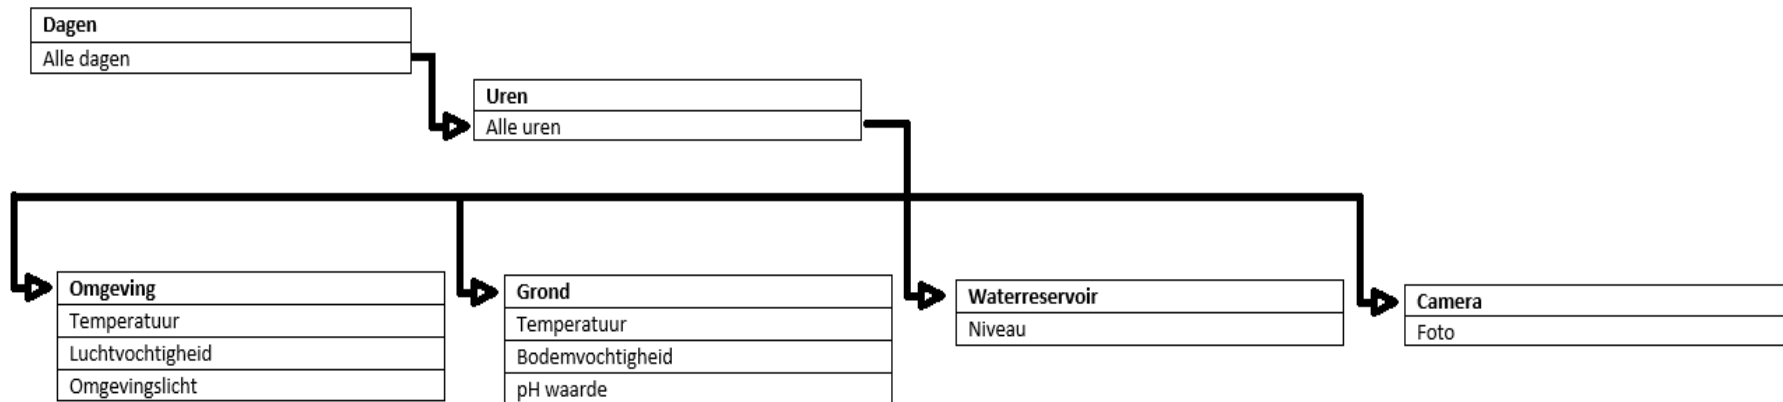 Dagen
Alle dagen
Uren
Alle uren
Omgeving
Temperatuur
Luchtvochtigheid
Omgevingslicht
Grond
Temperatuur
Bodemvochtigheid
pH waarde
Waterreservoir
Niveau
Camera
Foto